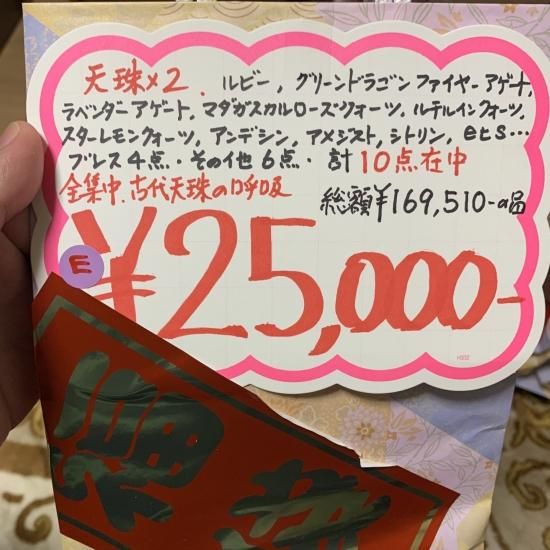 天珠×2、ルビー, グリーンドラゴンファイヤーアゲート,
ラベンダーアゲート, マダガスカルローズクォーツ, ルチルインクォーツ,
スターレモンクォーツ, アンデシン, アメジスト, シトリン, ets…
ブレス4点・その他6点・計10点在中
全集中、古代天珠の呼吸
総額¥169,510-の品
E
¥25,000-